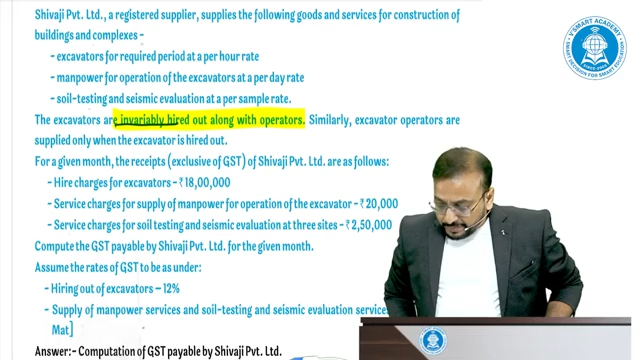 Shivaji Pvt. Ltd., a registered supplier, supplies the following goods and services for construction of
buildings and complexes -
- excavators for required period at a per hour rate
- manpower for operation of the excavators at a per day rate
- soil-testing and seismic evaluation at a per sample rate.
The excavators are invariably hired out along with operators. Similarly, excavator operators are
supplied only when the excavator is hired out.
For a given month, the receipts (exclusive of GST) of Shivaji Pvt. Ltd. are as follows:
- Hire charges for excavators - ₹ 18,00,000
- Service charges for supply of manpower for operation of the excavator - ₹ 20,000
- Service charges for soil testing and seismic evaluation at three sites - ₹ 2,50,000
Compute the GST payable by Shivaji Pvt. Ltd. for the given month.
Assume the rates of GST to be as under:
- Hiring out of excavators – 12%
- Supply of manpower services and soil-testing and seismic evaluation services
Mat]
Answer:- Computation of GST payable by Shivaji Pvt. Ltd.
V'SMART ACADEMY
SMART DECISION FOR SMART EDUCATION